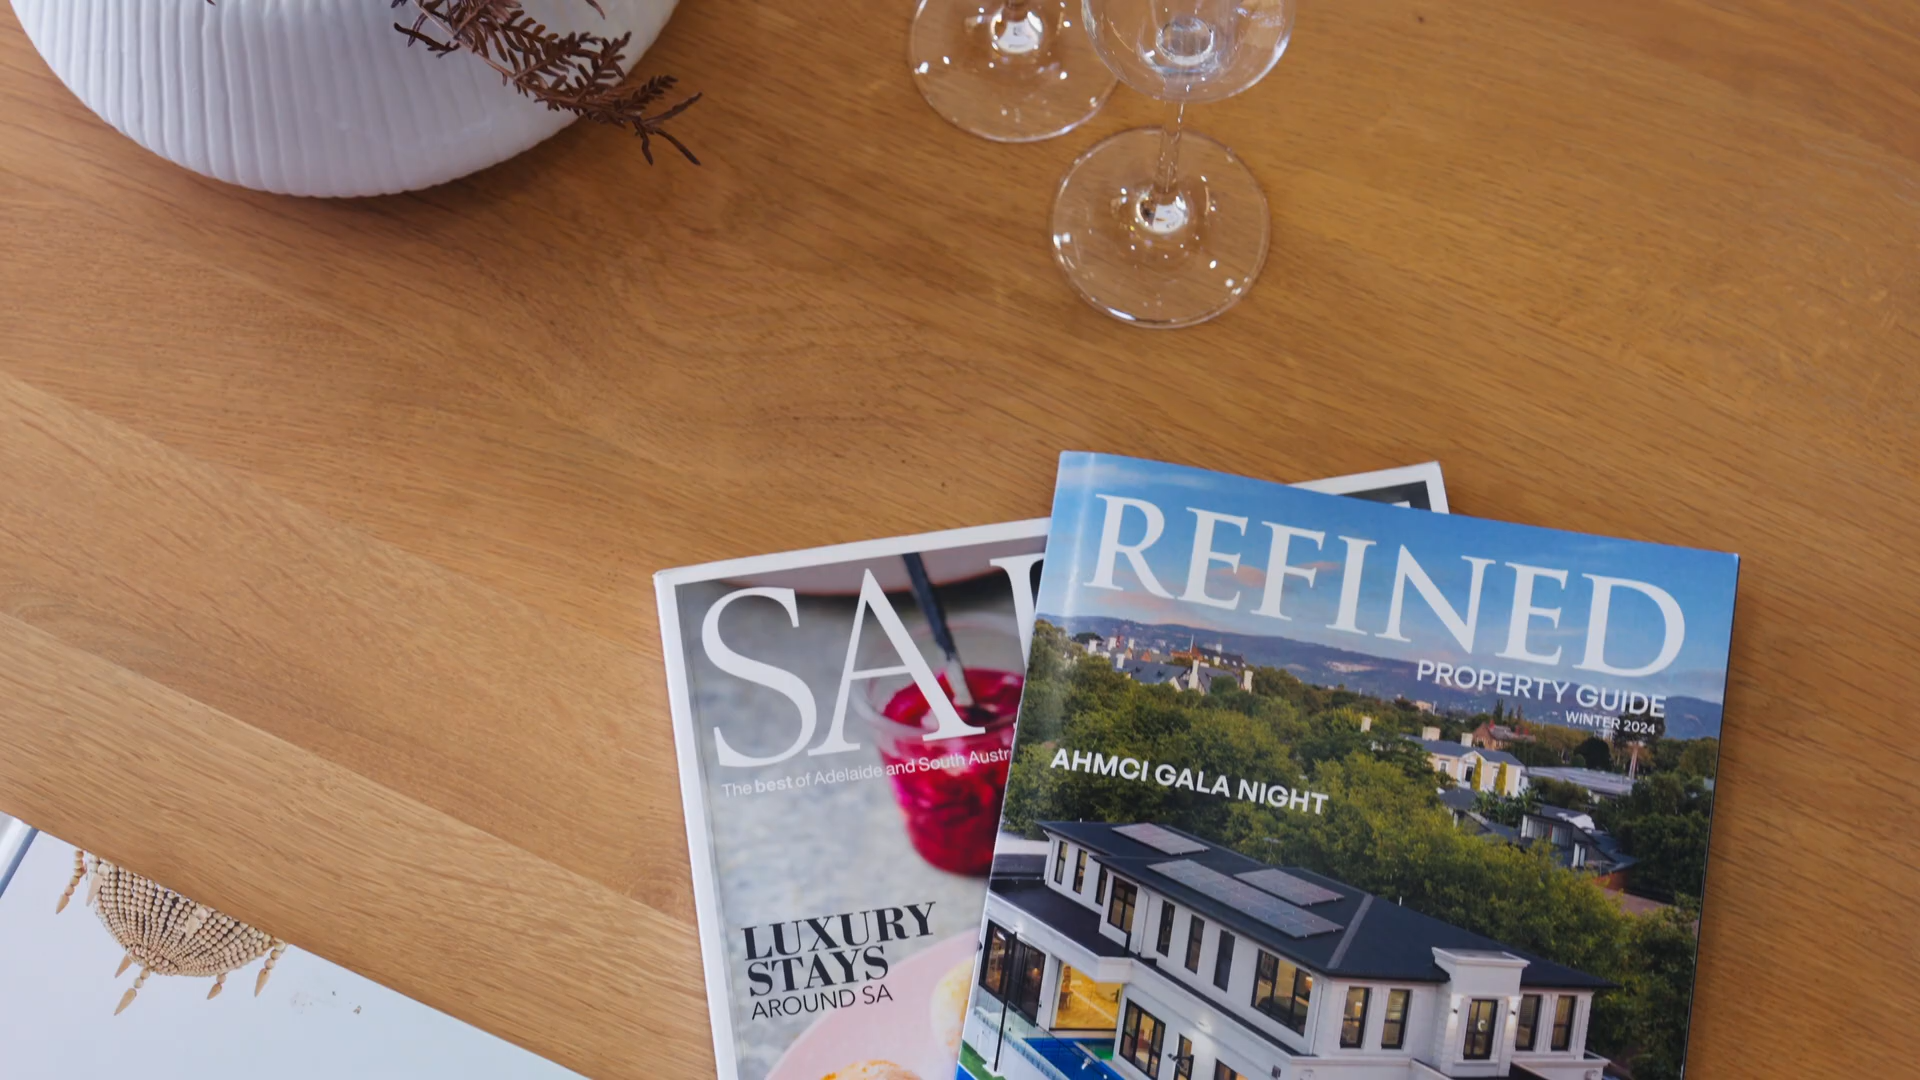 SA
The best of Adelaide and South
LUXURY
STAYS
AROUND SA
REFINED
PROPERTY GUIDE
WINTER 2024
AHMCI GALA NIGHT